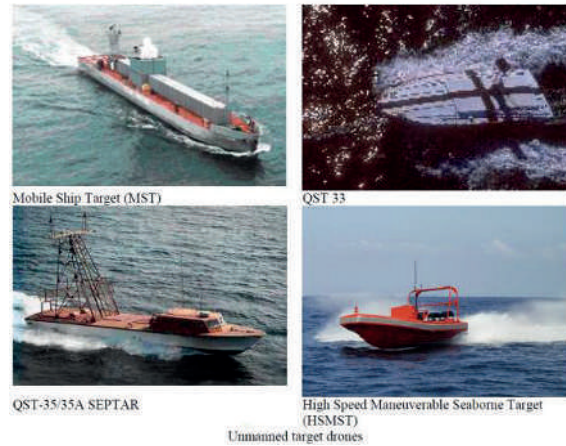 Mobile Ship Target (MST)
QST 33
QST-35/35A SEPTAR
High Speed Maneuverable Seaborne Target
(HSMST)
Unmanned target drones